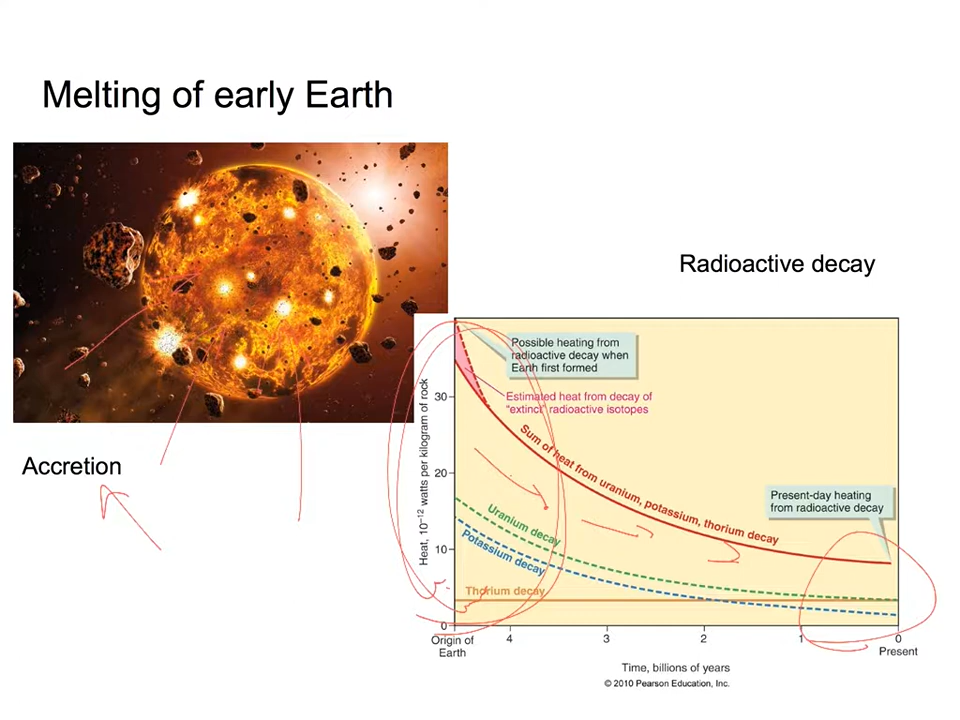 Melting of early Earth
Radioactive decay
Accretion
Possible heating from
radioactive decay when
Earth first formed
Estimated heat from decay of
"extinct" radioactive isotopes
Sum of heat from uranium, potassium, thorium decay
Present-day heating
from radioactive decay
Uranium decay
Potassium decay
Thorium decay
Heat, 10⁻¹² watts per kilogram of rock
30
20
10
0
Origin of
Earth
4
3
2
1
0
Present
Time, billions of years
© 2010 Pearson Education, Inc.